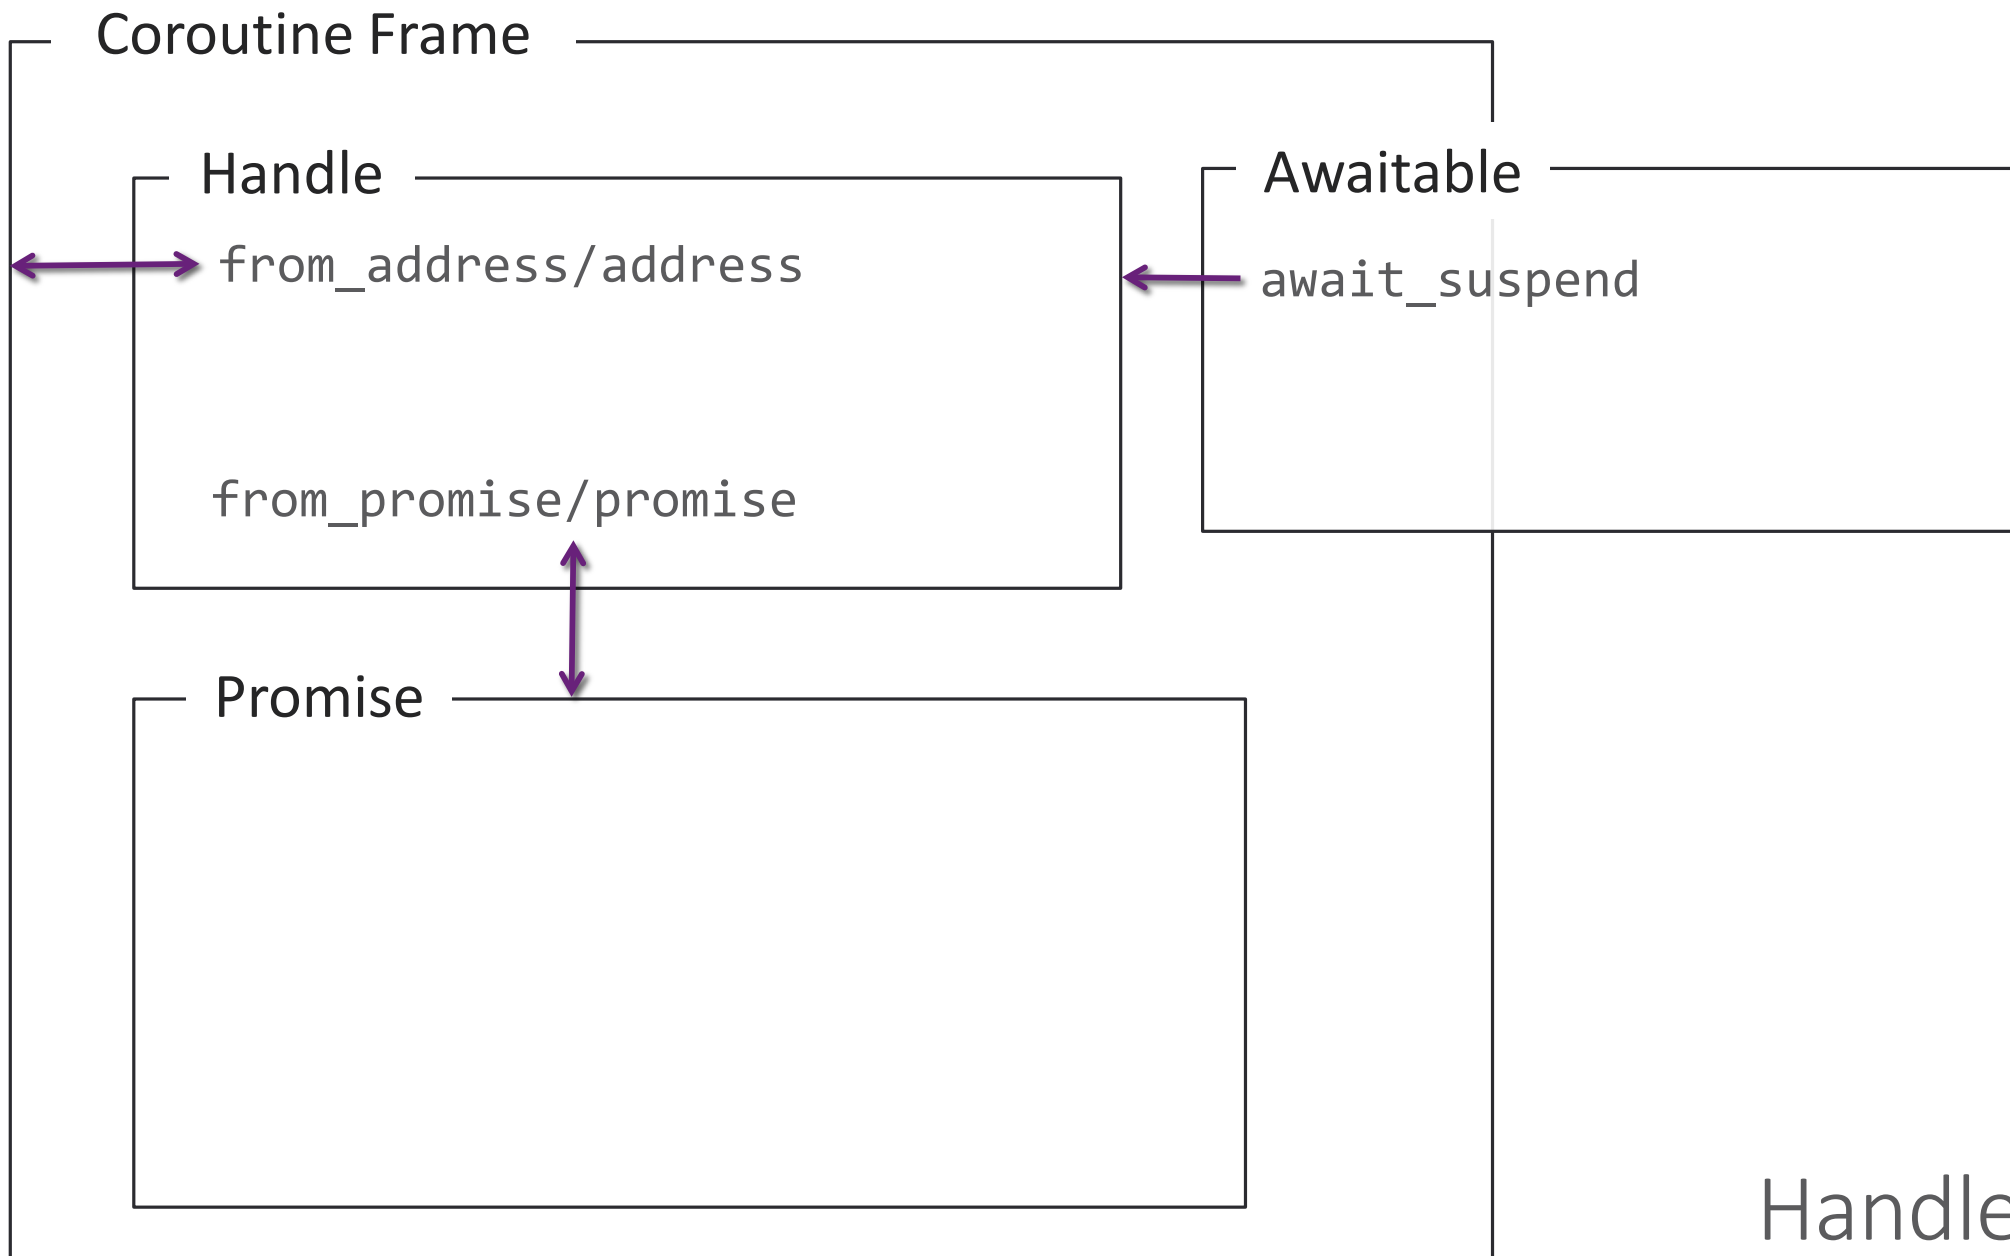 Coroutine Frame
Handle
Awaitable
from_address/address
await_suspend
from_promise/promise
Promise
Handle